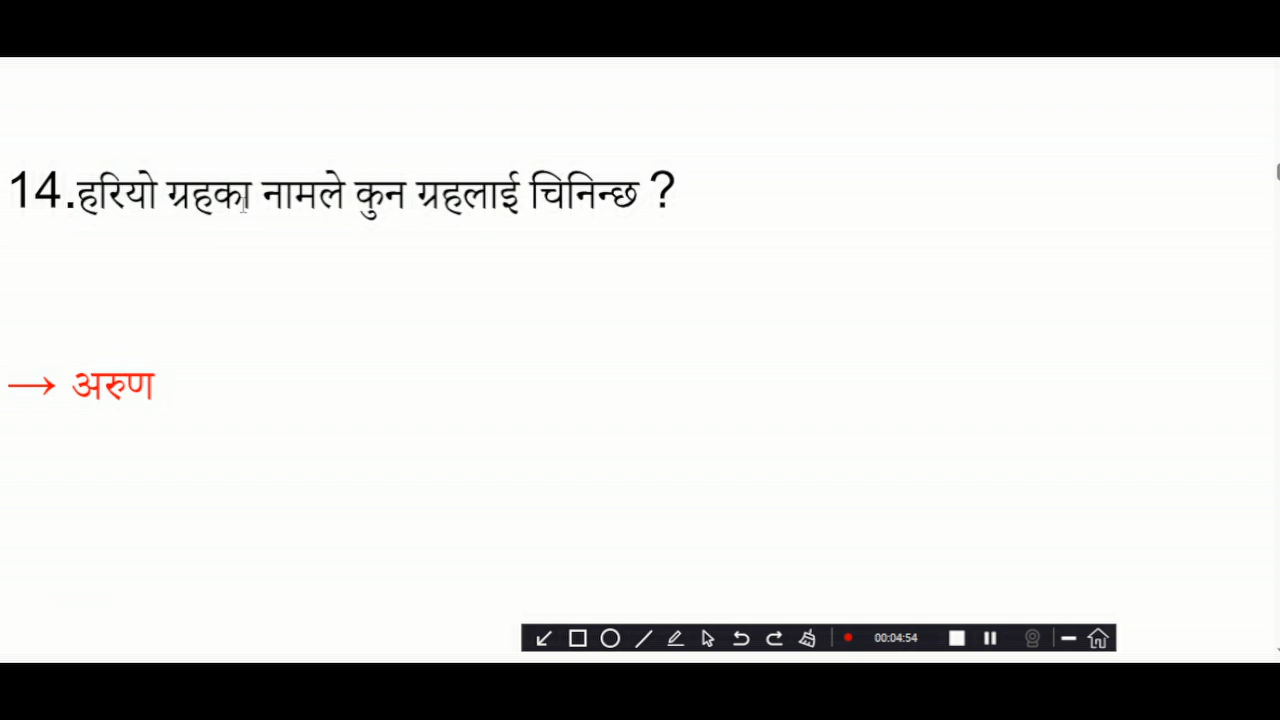 14.हरियो ग्रहका नामले कुन ग्रहलाई चिनिन्छ ?
→ अरुण
00:04:54